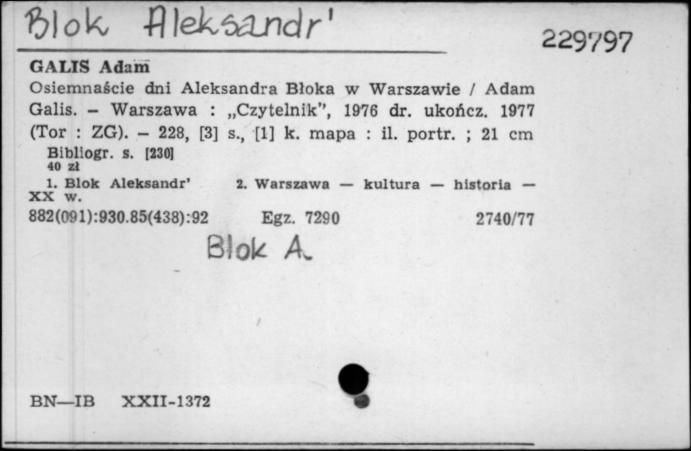 Blok Aleksandr'
229797
GALIS Adam
Osiemnaście dni Aleksandra Błoka w Warszawie / Adam
Galis. – Warszawa : „Czytelnik”, 1976 dr. ukończ. 1977
(Tor : ZG). – 228, [3] s., [1] k. mapa : il. portr. ; 21 cm
Bibliogr. s. [230]
40 zł
1. Blok Aleksandr' 2. Warszawa — kultura — historia —
XX w.
882(091):930.85(438):92 Egz. 7290 2740/77
Blok A.
BN—IB XXII-1372